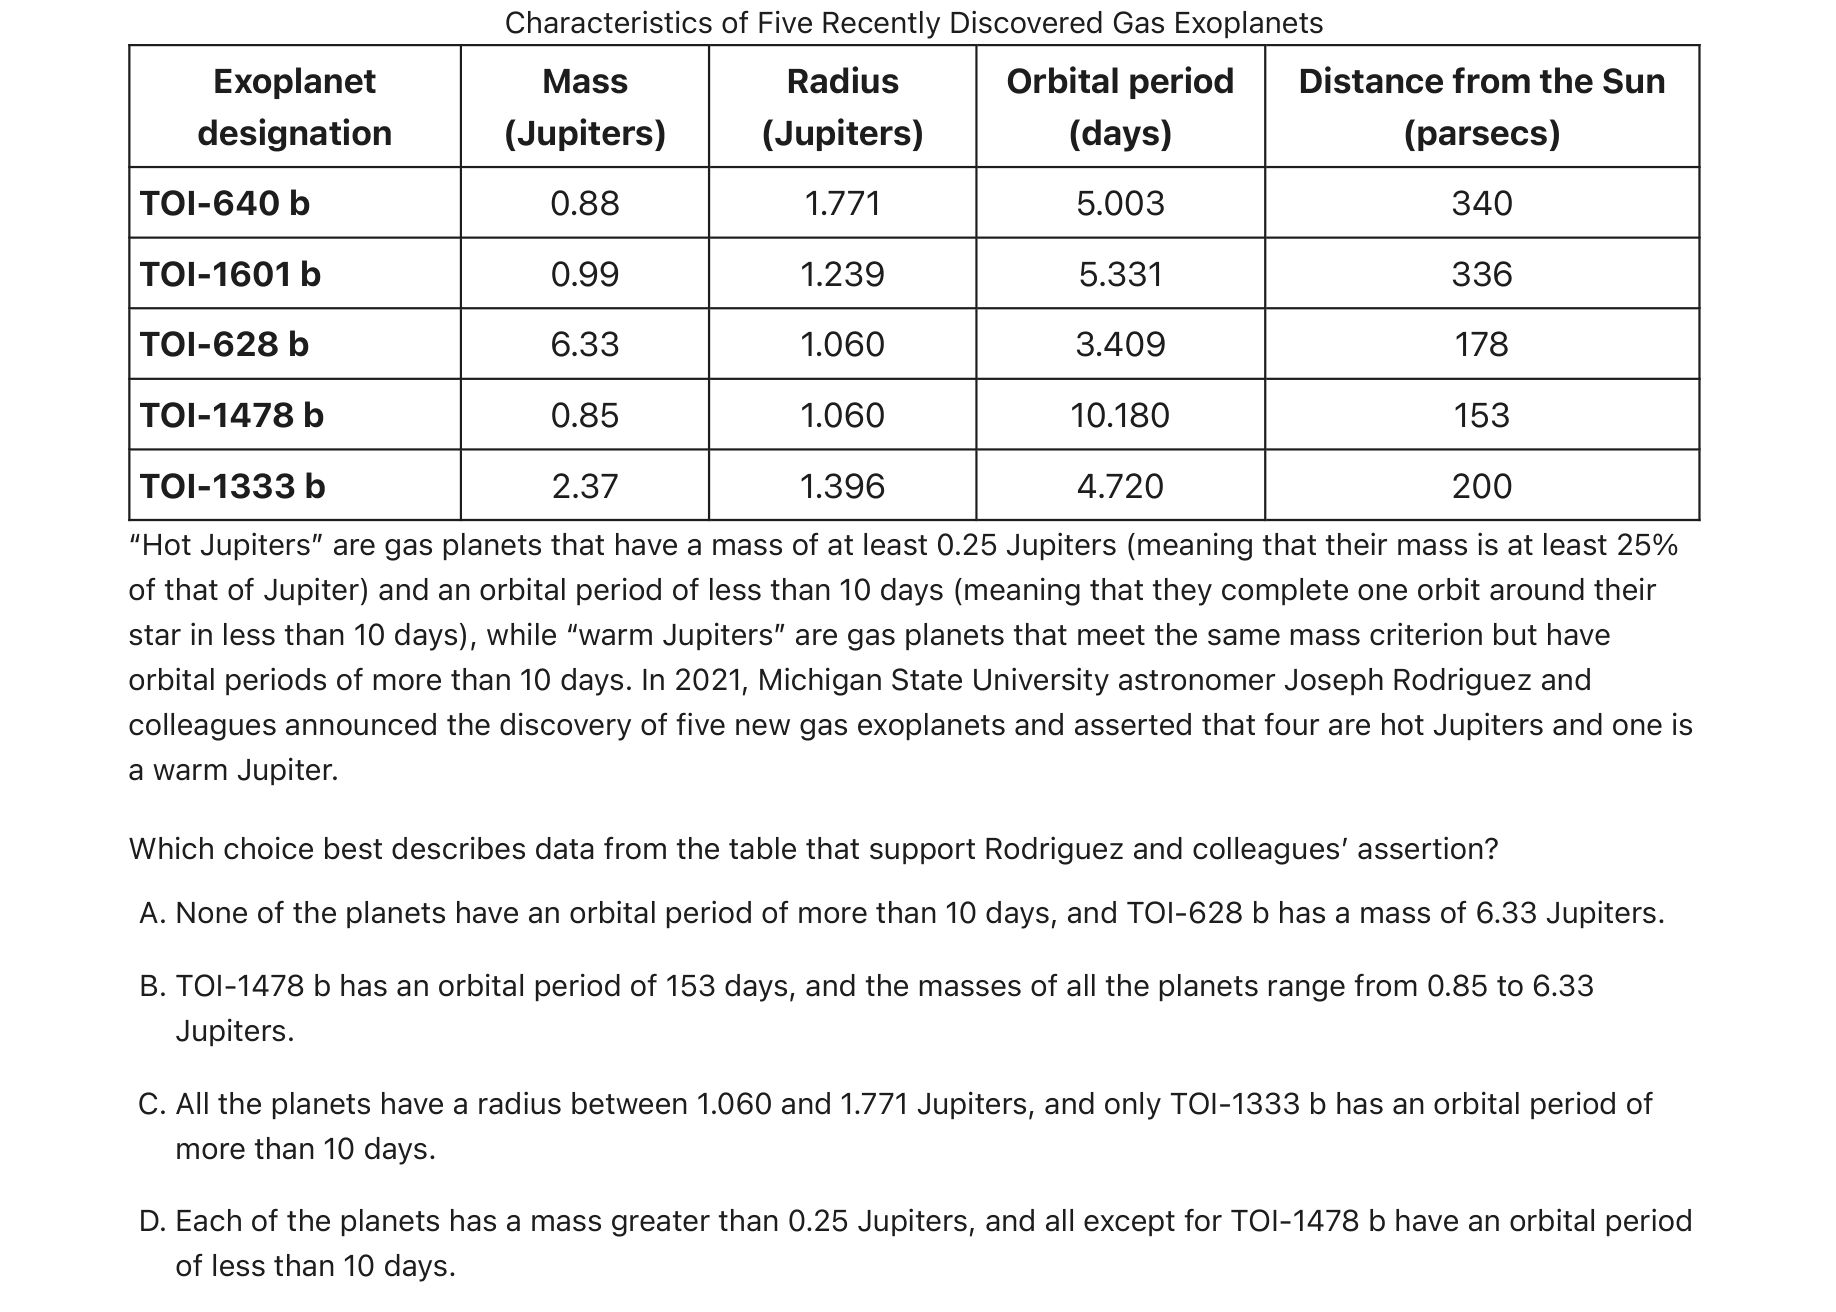 Characteristics of Five Recently Discovered Gas Exoplanets
Exoplanet designation Mass (Jupiters) Radius (Jupiters) Orbital period (days) Distance from the Sun (parsecs)
TOI-640 b 0.88 1.771 5.003 340
TOI-1601 b 0.99 1.239 5.331 336
TOI-628 b 6.33 1.060 3.409 178
TOI-1478 b 0.85 1.060 10.180 153
TOI-1333 b 2.37 1.396 4.720 200
“Hot Jupiters” are gas planets that have a mass of at least 0.25 Jupiters (meaning that their mass is at least 25%
of that of Jupiter) and an orbital period of less than 10 days (meaning that they complete one orbit around their
star in less than 10 days), while “warm Jupiters” are gas planets that meet the same mass criterion but have
orbital periods of more than 10 days. In 2021, Michigan State University astronomer Joseph Rodriguez and
colleagues announced the discovery of five new gas exoplanets and asserted that four are hot Jupiters and one is
a warm Jupiter.
Which choice best describes data from the table that support Rodriguez and colleagues’ assertion?
A. None of the planets have an orbital period of more than 10 days, and TOI-628 b has a mass of 6.33 Jupiters.
B. TOI-1478 b has an orbital period of 153 days, and the masses of all the planets range from 0.85 to 6.33
Jupiters.
C. All the planets have a radius between 1.060 and 1.771 Jupiters, and only TOI-1333 b has an orbital period of
more than 10 days.
D. Each of the planets has a mass greater than 0.25 Jupiters, and all except for TOI-1478 b have an orbital period
of less than 10 days.